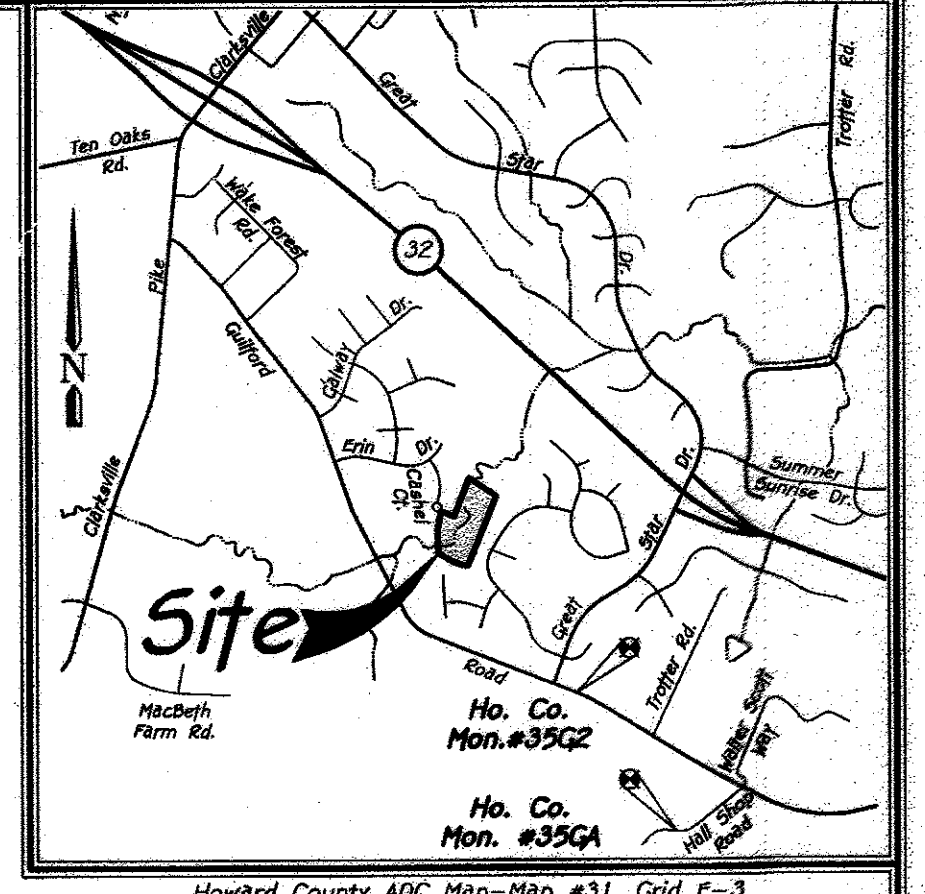 Clarksville
Great
Trotter Rd.
Ten Oaks
Rd.
Star
Wake Forest
Rd.
32
Dr.
Pike
N
Dr.
Guilford
Galway
Erin Dr.
Cashel
Ct.
Dr.
Summer
Sunrise Dr.
Clarksville
Star
Site
Great
Road
Trotter Rd.
MacBeth
Farm Rd.
Ho. Co.
Mon.#35G2
Walter Scott
Way
Ho. Co.
Mon. #35GA
Hall Shop
Road
Howard County ADC Map-Map #31, Grid F-3